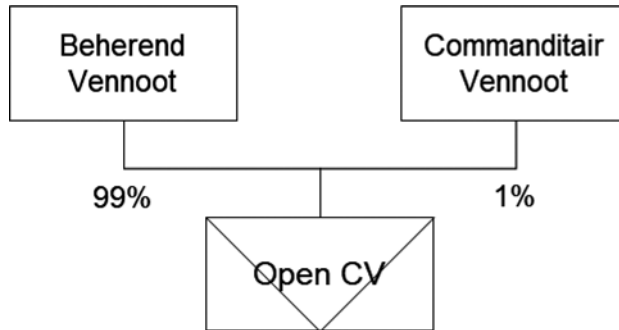 Beherend
Vennoot
Commanditair
Vennoot
99%
1%
Open CV